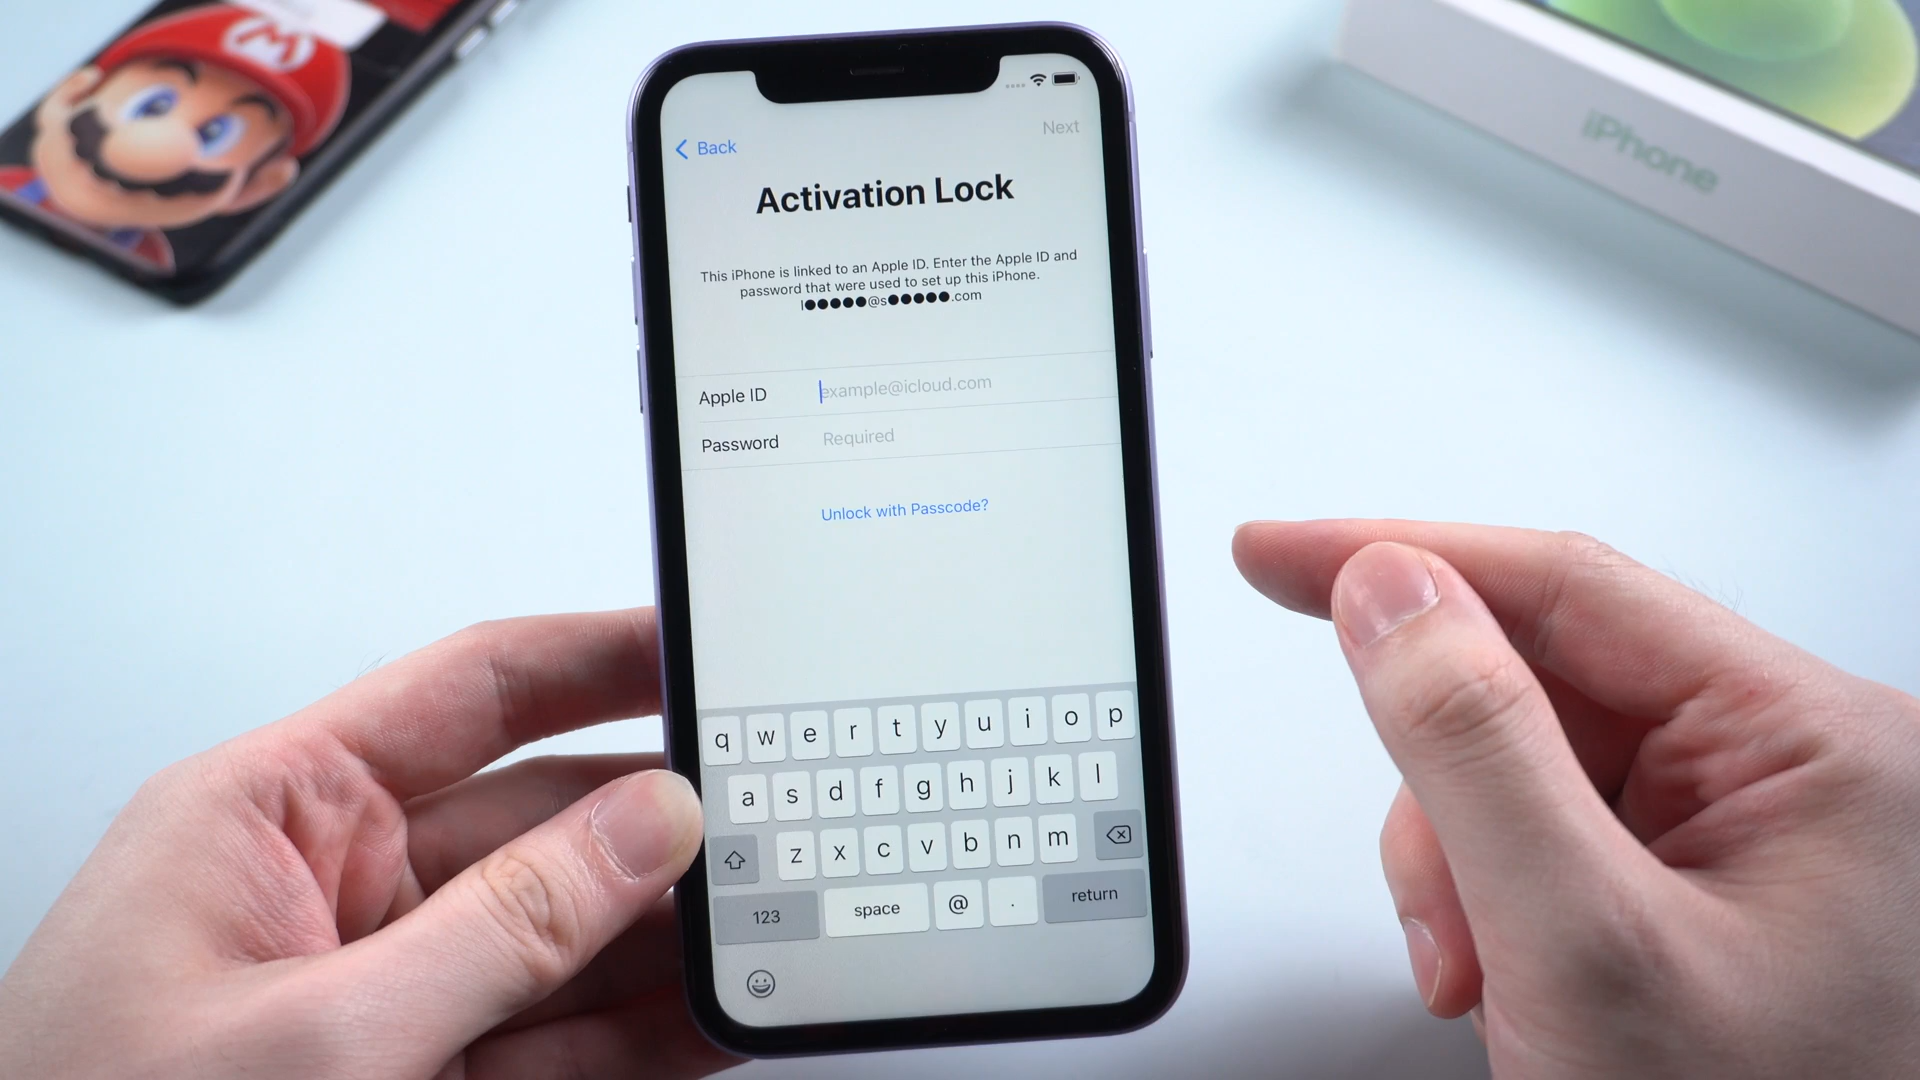 M
iPhone
Next
Back
Activation Lock
This iPhone is linked to an Apple ID. Enter the Apple ID and
password that were used to set up this iPhone.
l●●●●●@s●●●●●.com
Apple ID example@icloud.com
Password Required
Unlock with Passcode?
q w e r t y u i o p
a s d f g h j k l
z x c v b n m
123 space @ . return